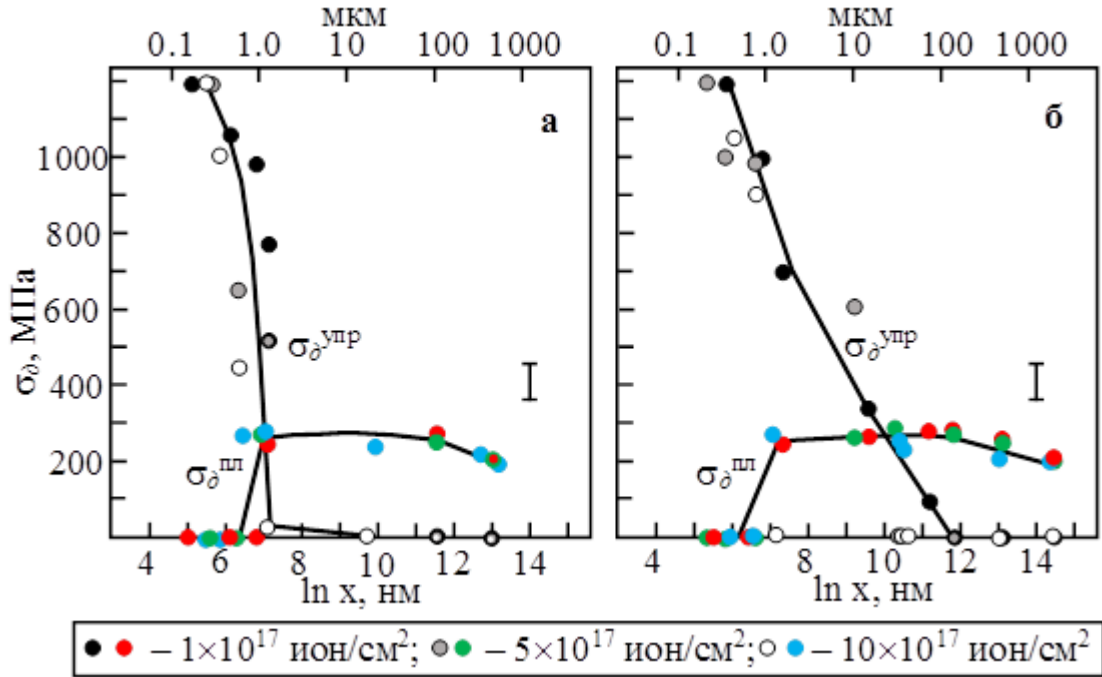 мкм мкм
0.1 1.0 10 100 1000 0.1 1.0 10 100 1000
а б
1000
800
600
400
200
σ∂, МПа
σ∂упр σ∂упр
σ∂пл σ∂пл
4 6 8 10 12 14 4 6 8 10 12 14
ln x, нм ln x, нм
– 1×10¹⁷ ион/см²; – 5×10¹⁷ ион/см²; – 10×10¹⁷ ион/см²